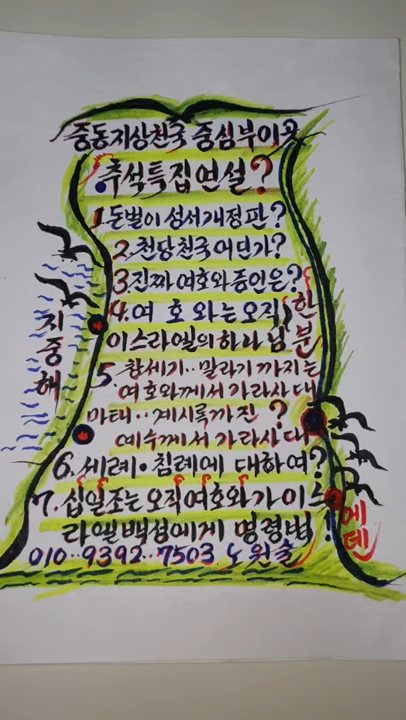 중동지상천국 중심부이곳
추석특집연설?
1. 돈벌이성서개정판?
2. 천당천국어딘가?
3. 진짜여호와증인은?
4. 여호와는오직 한분
이스라엘의하나님
5. 창세기··말라기까지는
여호와께서가라사대
마태··계시록까진?
예수께서가라사대
6. 세례·침례에 대하여?
7. 십일조는오직여호와가이스
라엘백성에게 명령법!
010··9392··7503. 노원술
지중해
에덴